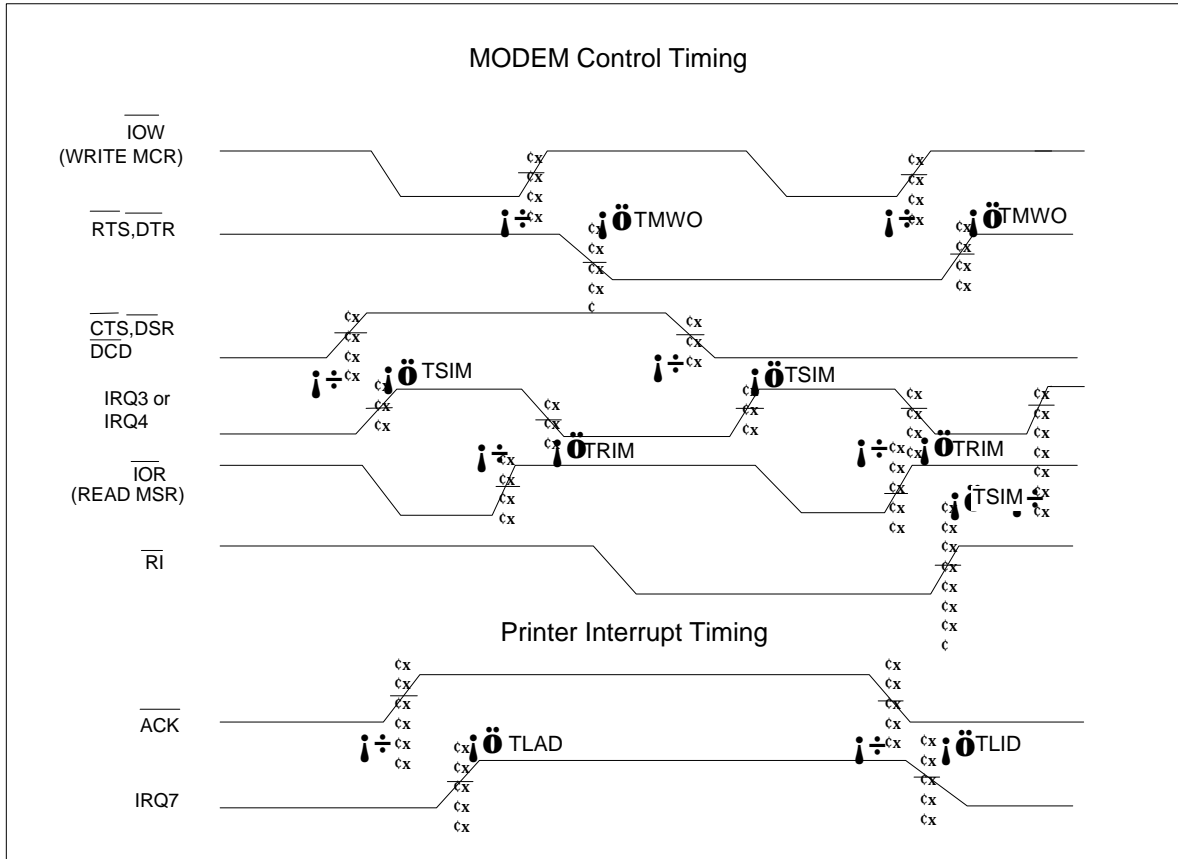 MODEM Control Timing
IOW
(WRITE MCR)
RTS,DTR
TMWO
TMWO
CTS,DSR
DCD
TSIM
TSIM
IRQ3 or
IRQ4
TRIM
TRIM
IOR
(READ MSR)
TSIM
RI
Printer Interrupt Timing
ACK
TLAD
TLID
IRQ7